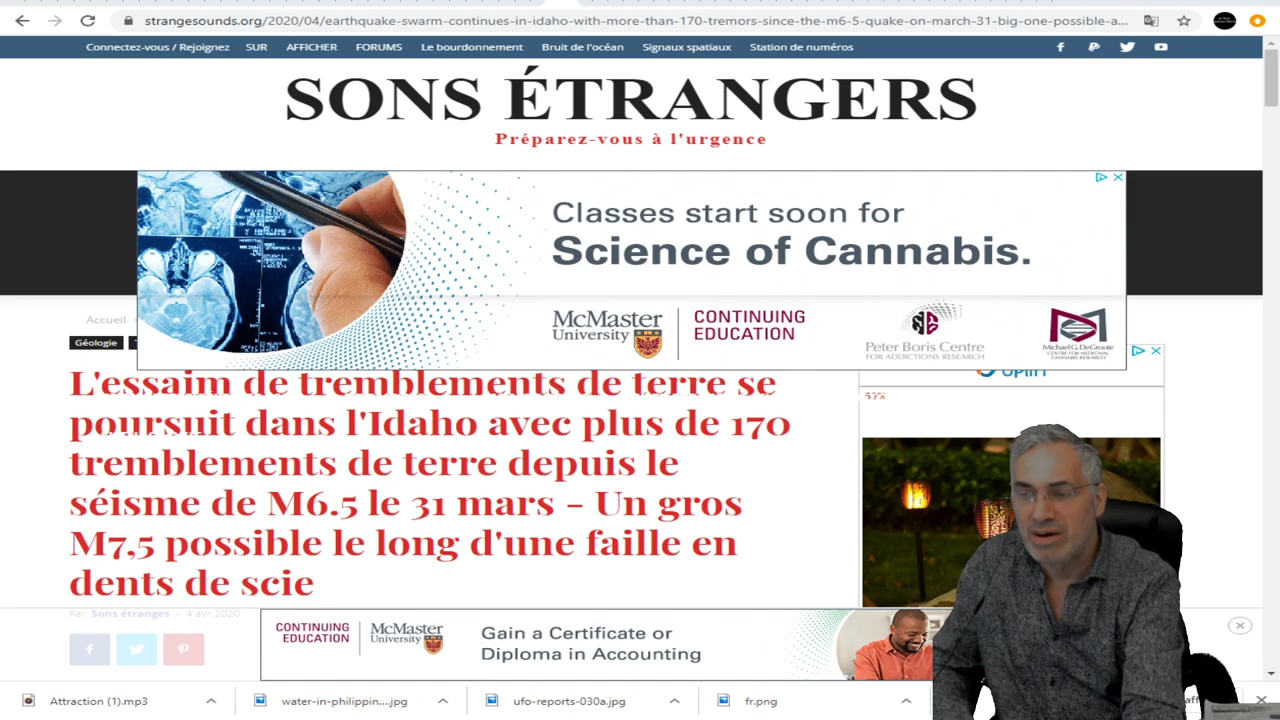 strangesounds.org/2020/04/earthquake-swarm-continues-in-idaho-with-more-than-170-tremors-since-the-m6-5-quake-on-march-31-big-one-possible-a...
Connectez-vous / Rejoignez SUR AFFICHER FORUMS Le bourdonnement Bruit de l'océan Signaux spatiaux Station de numéros
SONS ÉTRANGERS
Préparez-vous à l'urgence
Classes start soon for
Science of Cannabis.
McMaster University CONTINUING EDUCATION Peter Boris Centre FOR ADDICTIONS RESEARCH Michael G. DeGroote CENTRE FOR MEDICINAL CANNABIS RESEARCH
Accueil
Géologie
L'essaim de tremblements de terre se
poursuit dans l'Idaho avec plus de 170
tremblements de terre depuis le
séisme de M6.5 le 31 mars – Un gros
M7,5 possible le long d'une faille en
dents de scie
Par Sons étranges - 4 avr.2020
CONTINUING EDUCATION McMaster University
Gain a Certificate or
Diploma in Accounting
Attraction (1).mp3 water-in-philippin....jpg ufo-reports-030a.jpg fr.png